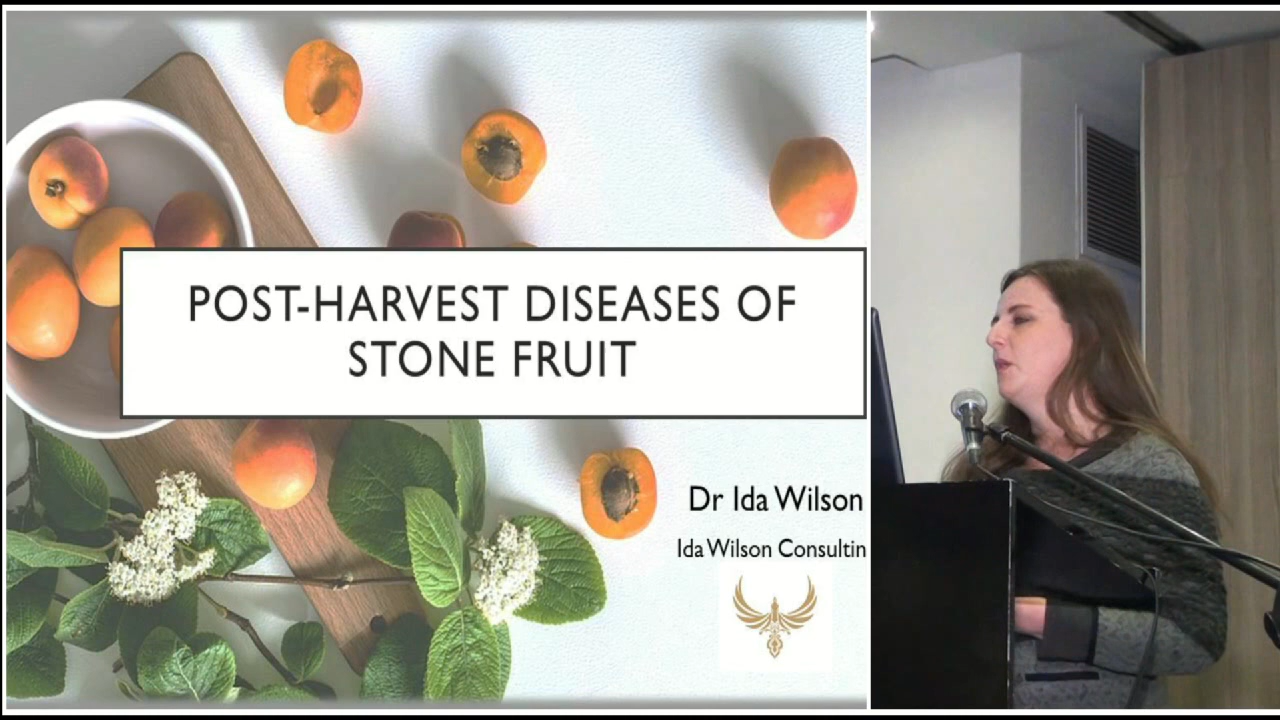 POST-HARVEST DISEASES OF
STONE FRUIT
Dr Ida Wilson
Ida Wilson Consultin